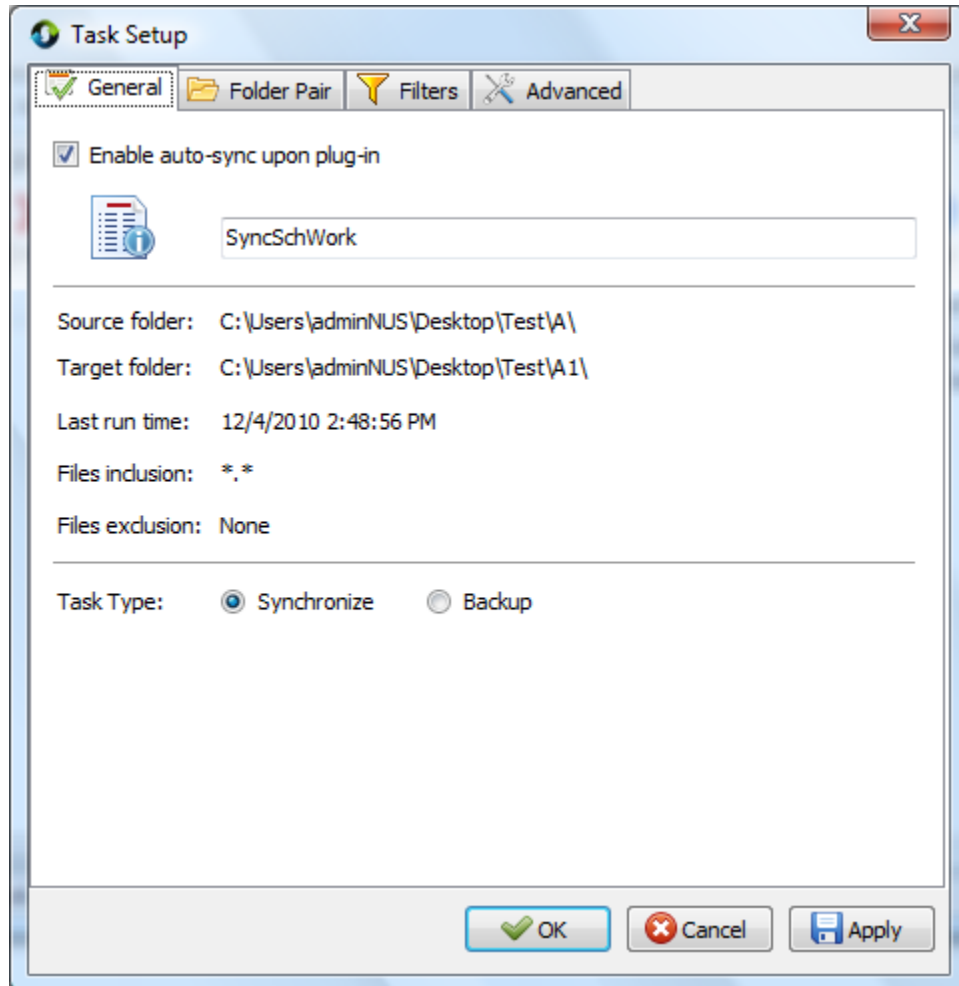 Task Setup
General Folder Pair Filters Advanced
Enable auto-sync upon plug-in
SyncSchWork
Source folder: C:\Users\adminNUS\Desktop\Test\A\
Target folder: C:\Users\adminNUS\Desktop\Test\A1\
Last run time: 12/4/2010 2:48:56 PM
Files inclusion: *.*
Files exclusion: None
Task Type: Synchronize Backup
OK Cancel Apply